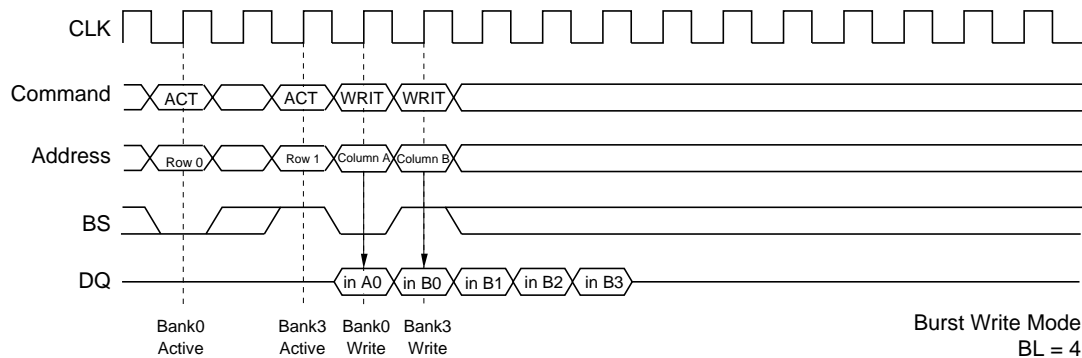 CLK
Command ACT ACT WRIT WRIT
Address Row 0 Row 1 Column A Column B
BS
DQ in A0 in B0 in B1 in B2 in B3
Bank0 Bank3 Bank0 Bank3
Active Active Write Write
Burst Write Mode
BL = 4